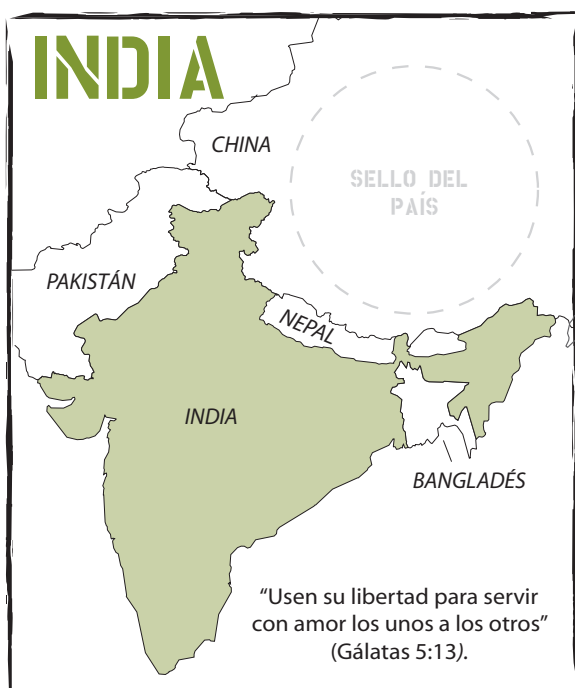 INDIA
CHINA
SELLO DEL
PAÍS
PAKISTÁN
NEPAL
INDIA
BANGLADÉS
“Usen su libertad para servir
con amor los unos a los otros”
(Gálatas 5:13).